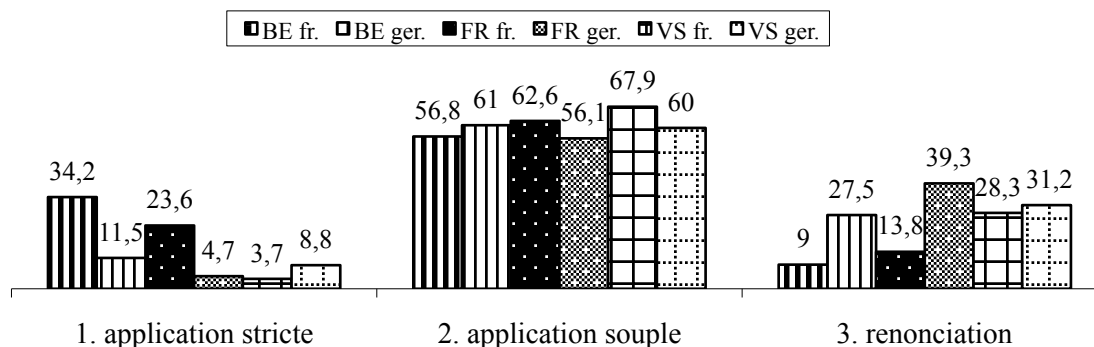 BE fr. BE ger. FR fr. FR ger. VS fr. VS ger.
34,2 11,5 23,6 4,7 3,7 8,8
56,8 61 62,6 56,1 67,9 60
9 27,5 13,8 39,3 28,3 31,2
1. application stricte 2. application souple 3. renonciation